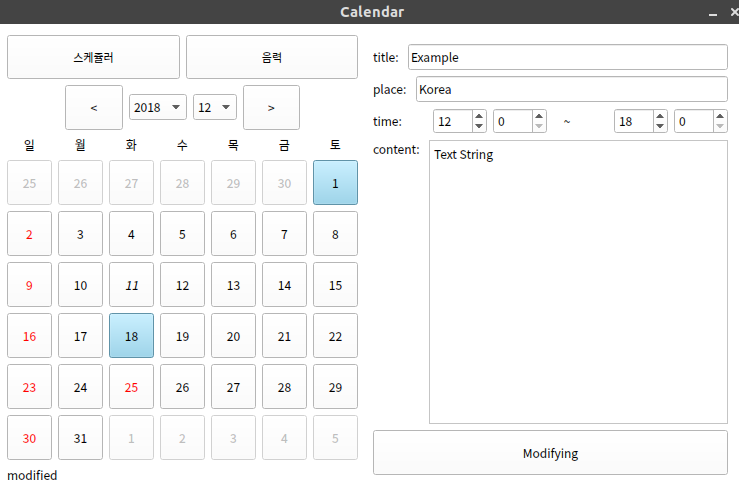 Calendar
스케쥴러 음력
< 2018 12 >
일 월 화 수 목 금 토
25 26 27 28 29 30 1
2 3 4 5 6 7 8
9 10 11 12 13 14 15
16 17 18 19 20 21 22
23 24 25 26 27 28 29
30 31 1 2 3 4 5
modified
title: Example
place: Korea
time: 12 0 ~ 18 0
content: Text String
Modifying